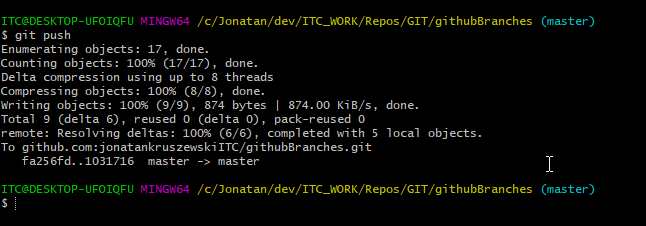 ITC@DESKTOP-UFOIQFU MINGW64 /c/Jonatan/dev/ITC_WORK/Repos/GIT/githubBranches (master)
$ git push
Enumerating objects: 17, done.
Counting objects: 100% (17/17), done.
Delta compression using up to 8 threads
Compressing objects: 100% (8/8), done.
Writing objects: 100% (9/9), 874 bytes | 874.00 KiB/s, done.
Total 9 (delta 6), reused 0 (delta 0), pack-reused 0
remote: Resolving deltas: 100% (6/6), completed with 5 local objects.
To github.com:jonatankruszewskiITC/githubBranches.git
   fa256fd..1031716  master -> master
ITC@DESKTOP-UFOIQFU MINGW64 /c/Jonatan/dev/ITC_WORK/Repos/GIT/githubBranches (master)
$